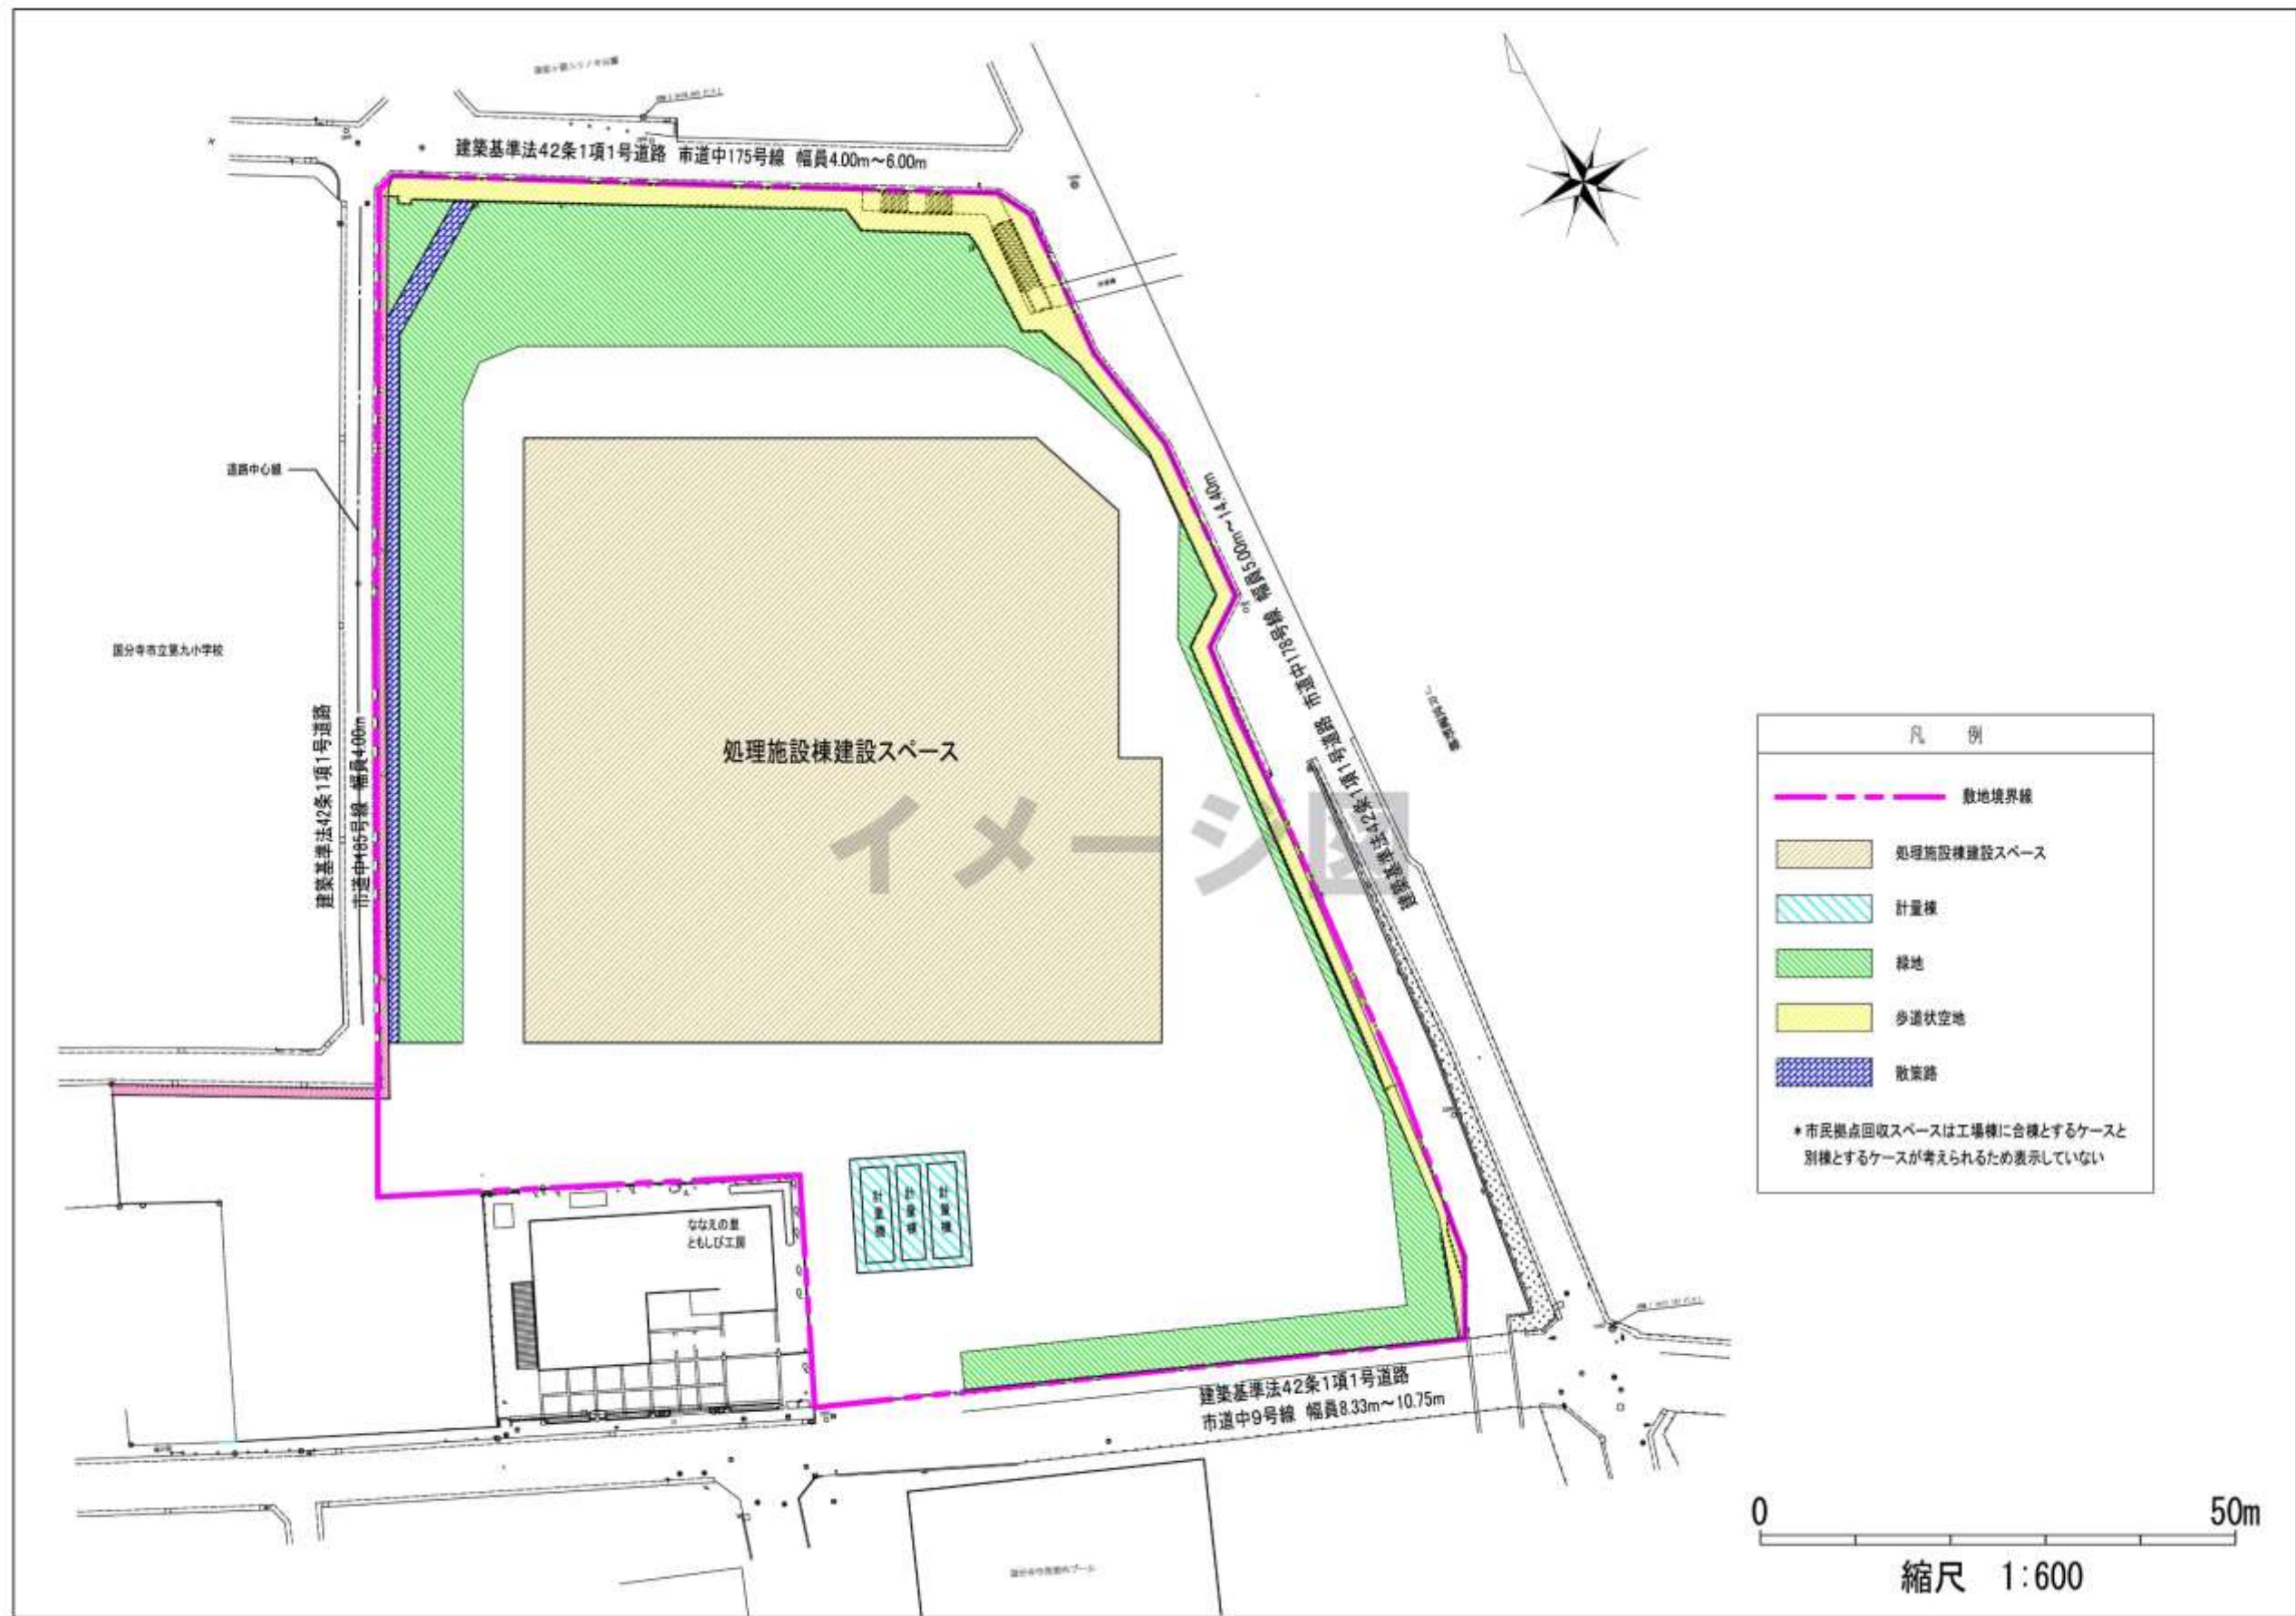 建築基準法42条1項1号道路 市道中175号線 幅員4.00m～6.00m
道路中心線
国分寺市立第九小学校
建築基準法42条1項1号道路
市道中185号線 幅員4.00m
建築基準法42条1項1号道路 市道中178号線 幅員5.00m～14.40m
処理施設棟建設スペース
イメージ図
ななえの里
ともしび工房
計量機
計量棟
計量機
建築基準法42条1項1号道路
市道中9号線 幅員8.33m～10.75m
凡 例
敷地境界線
処理施設棟建設スペース
計量棟
緑地
歩道状空地
散策路
*市民拠点回収スペースは工場棟に合棟とするケースと
別棟とするケースが考えられるため表示していない
0 50m
縮尺 1:600